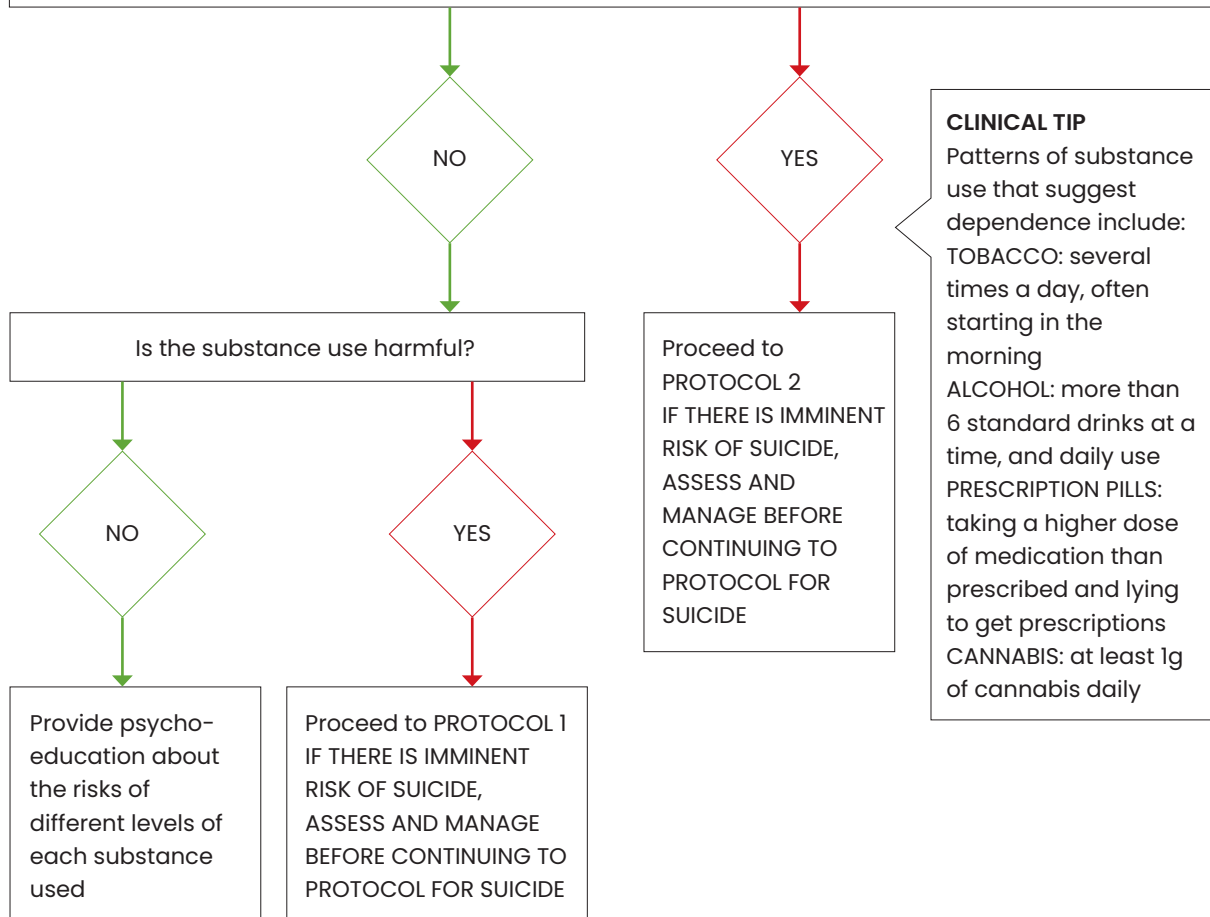 NO
YES
CLINICAL TIP
Patterns of substance
use that suggest
dependence include:
TOBACCO: several
times a day, often
starting in the
morning
ALCOHOL: more than
6 standard drinks at a
time, and daily use
PRESCRIPTION PILLS:
taking a higher dose
of medication than
prescribed and lying
to get prescriptions
CANNABIS: at least 1g
of cannabis daily
Is the substance use harmful?
Proceed to
PROTOCOL 2
IF THERE IS IMMINENT
RISK OF SUICIDE,
ASSESS AND
MANAGE BEFORE
CONTINUING TO
PROTOCOL FOR
SUICIDE
NO
YES
Provide psycho-
education about
the risks of
different levels of
each substance
used
Proceed to PROTOCOL 1
IF THERE IS IMMINENT
RISK OF SUICIDE,
ASSESS AND MANAGE
BEFORE CONTINUING TO
PROTOCOL FOR SUICIDE